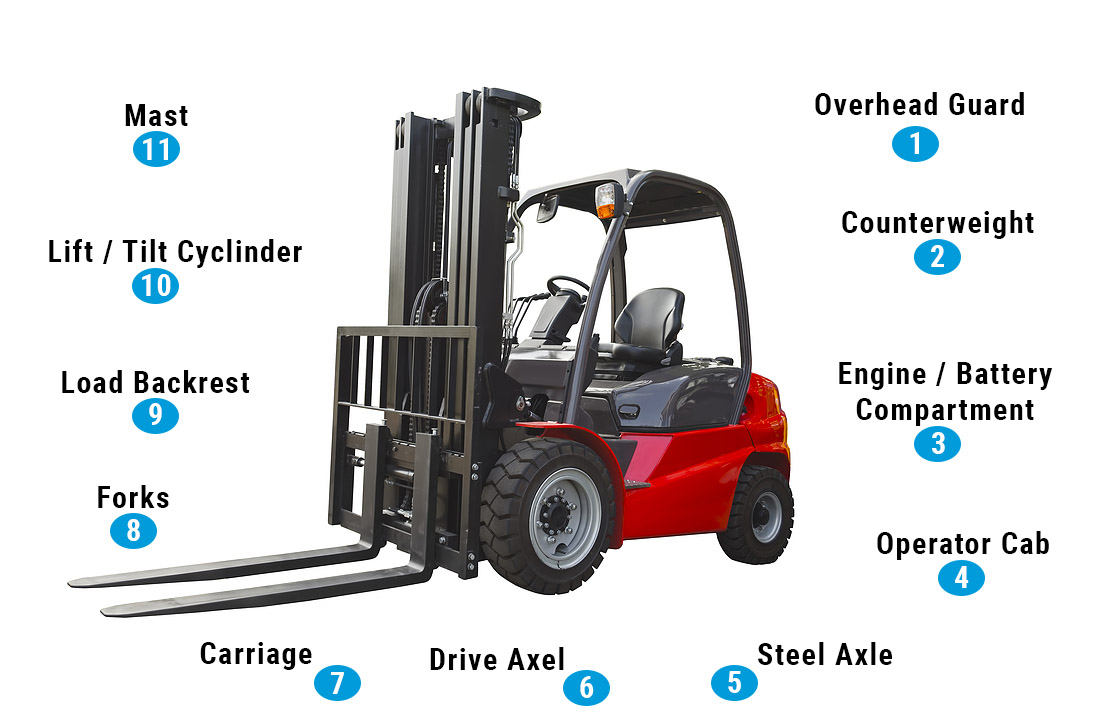 Mast
11
Overhead Guard
1
Lift / Tilt Cyclinder
10
Counterweight
2
Load Backrest
9
Engine / Battery
Compartment
3
Forks
8
Operator Cab
4
Carriage
7
Drive Axel
6
Steel Axle
5